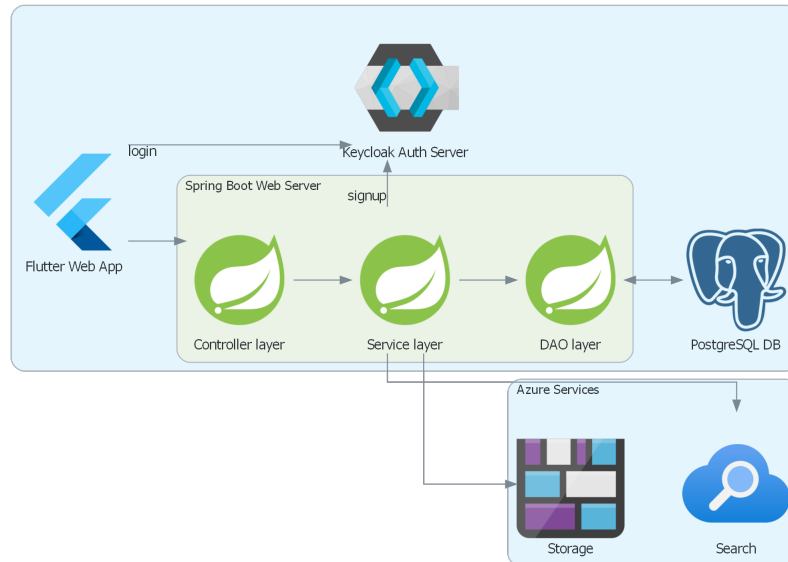 login
Keycloak Auth Server
Spring Boot Web Server
signup
Flutter Web App
Controller layer
Service layer
DAO layer
PostgreSQL DB
Azure Services
Storage
Search